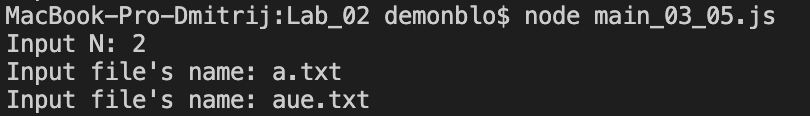 MacBook-Pro-Dmitrij:Lab_02 demonblo$ node main_03_05.js
Input N: 2
Input file's name: a.txt
Input file's name: aue.txt